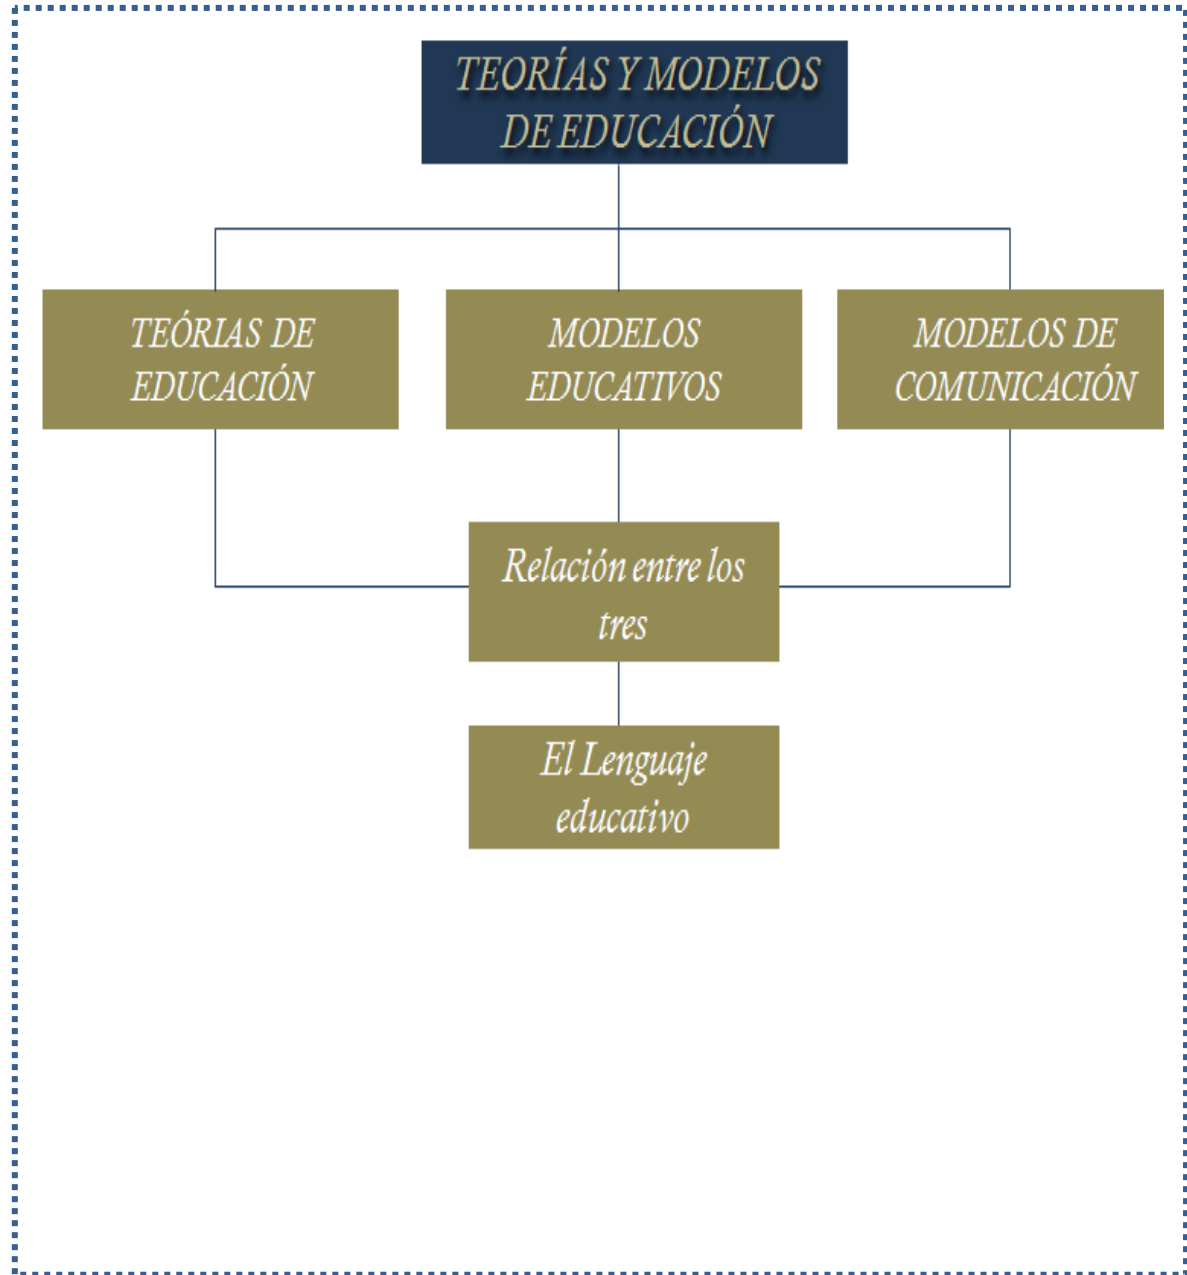 TEORÍAS Y MODELOS
DE EDUCACIÓN
TEÓRIAS DE
EDUCACIÓN
MODELOS
EDUCATIVOS
MODELOS DE
COMUNICACIÓN
Relación entre los
tres
El Lenguaje
educativo